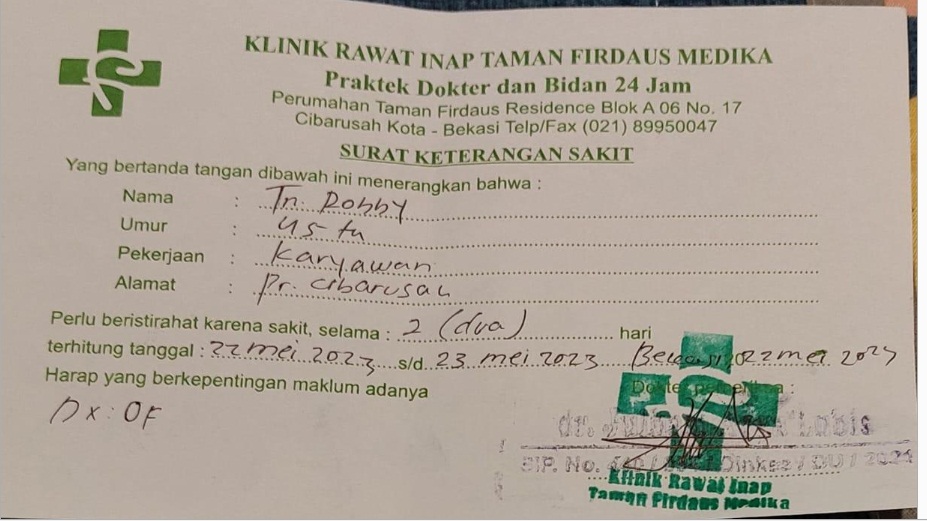 KLINIK RAWAT INAP TAMAN FIRDAUS MEDIKA
Praktek Dokter dan Bidan 24 Jam
Perumahan Taman Firdaus Residence Blok A 06 No. 17
Cibarusah Kota - Bekasi Telp/Fax (021) 89950047
SURAT KETERANGAN SAKIT
Yang bertanda tangan dibawah ini menerangkan bahwa :
Nama : Tn. Robby
Umur : 45 th
Pekerjaan : Karyawan
Alamat : Pr. Cibarusah
Perlu beristirahat karena sakit, selama : 2 (dua) hari
terhitung tanggal : 22 mei 2023 s/d. 23 mei 2023 Bekasi, 22 mei 2023
Harap yang berkepentingan maklum adanya
Dokter pemeriksa :
Dx : OF
dr. Lubis
SIP. No. Dinkes / DU / 2021
Klinik Rawat Inap
Taman Firdaus Medika